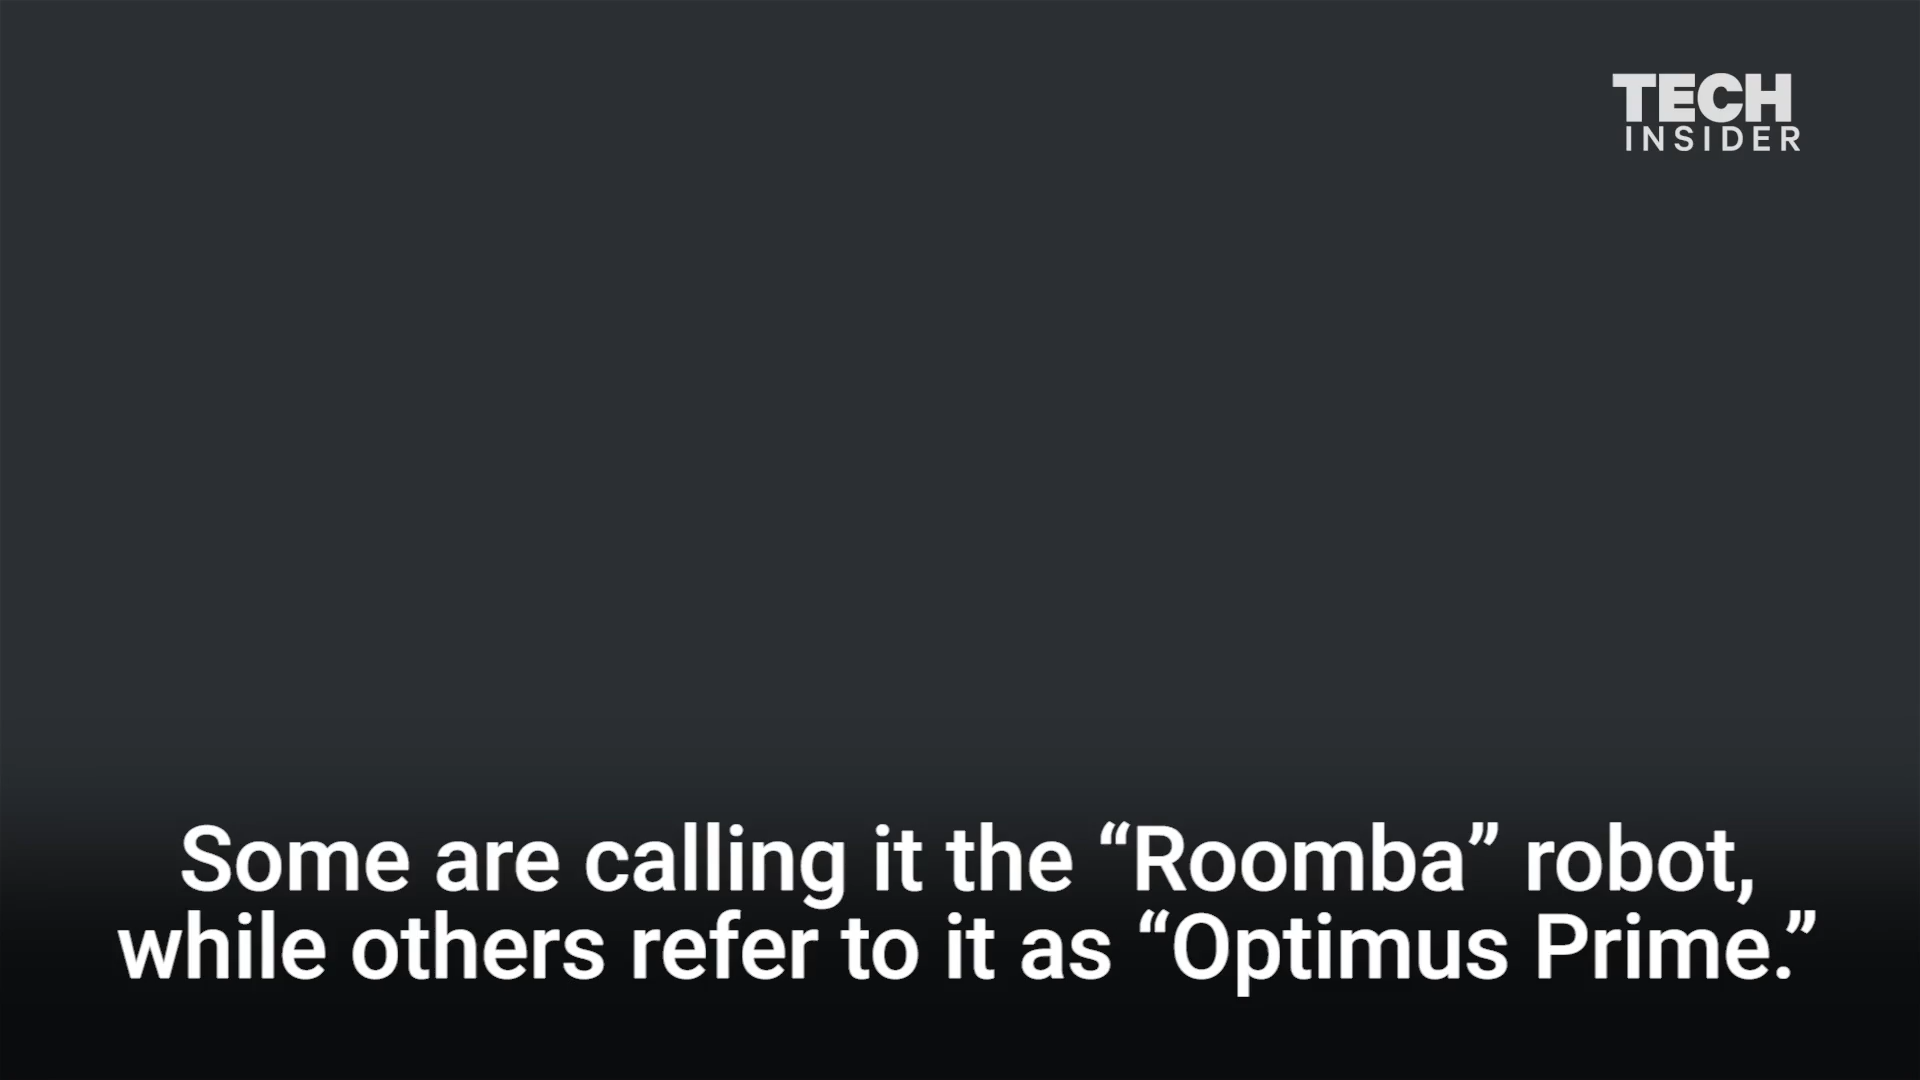 TECH
INSIDER
Some are calling it the “Roomba” robot,
while others refer to it as “Optimus Prime.”